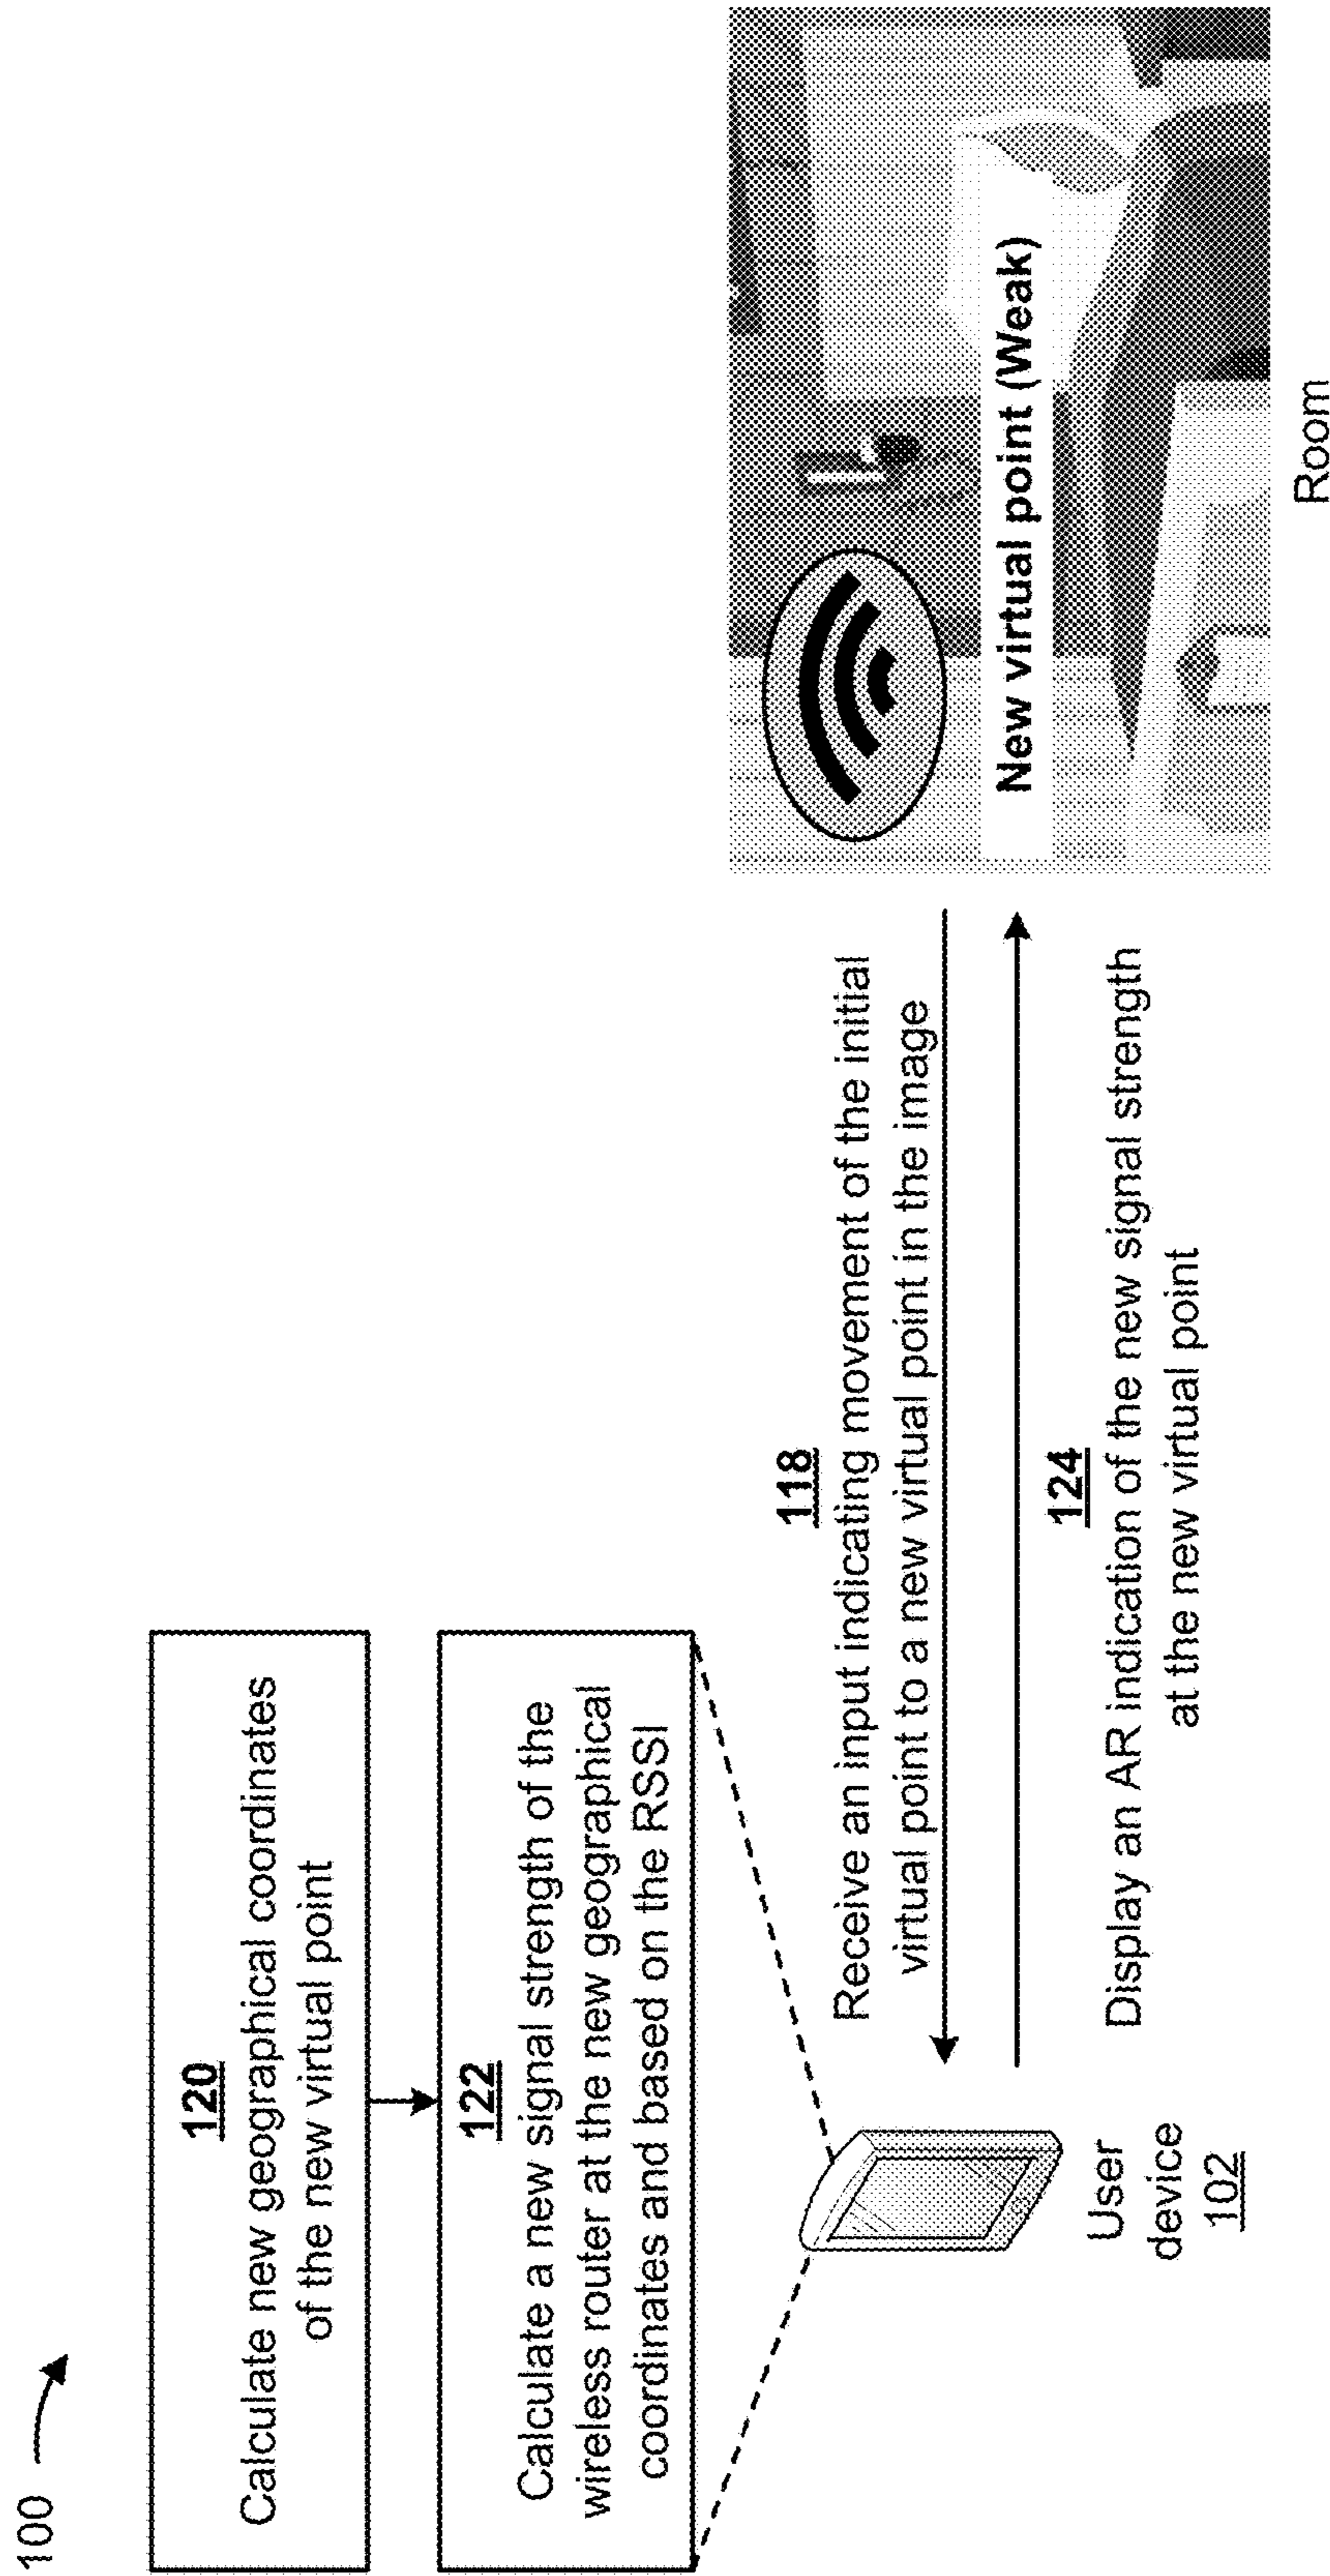 100
120
Calculate new geographical coordinates
of the new virtual point
122
Calculate a new signal strength of the
wireless router at the new geographical
coordinates and based on the RSSI
118
Receive an input indicating movement of the initial
virtual point to a new virtual point in the image
124
Display an AR indication of the new signal strength
at the new virtual point
User
device
102
New virtual point (Weak)
Room